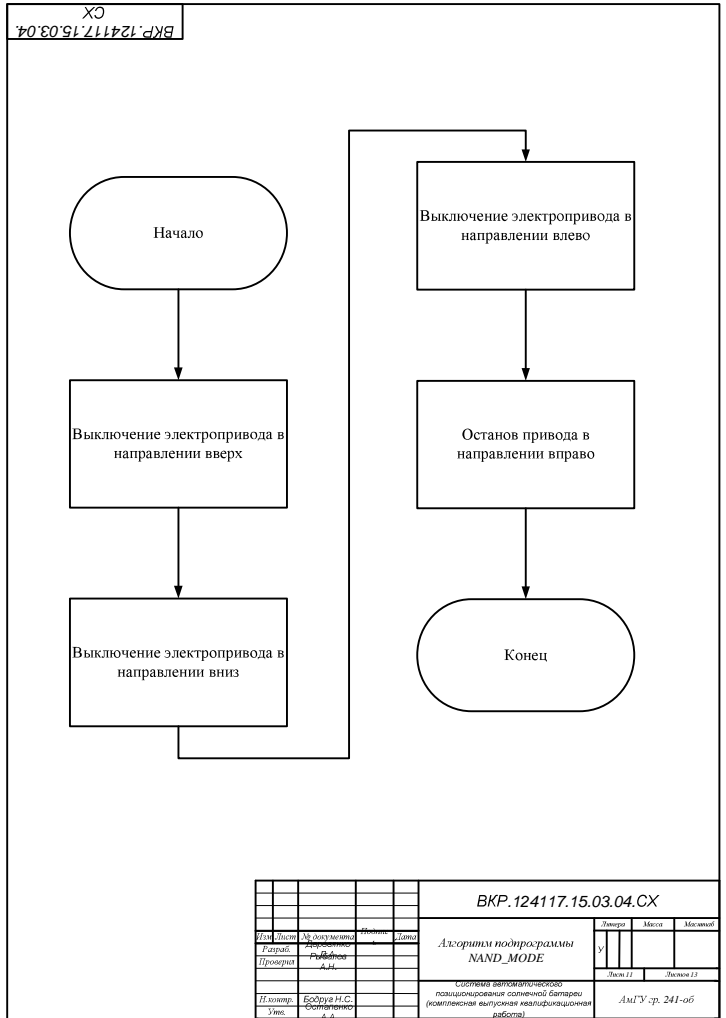 ВКР.124117.15.03.04.
СХ
Начало
Выключение электропривода в
направлении вверх
Выключение электропривода в
направлении вниз
Выключение электропривода в
направлении влево
Останов привода в
направлении вправо
Конец
ВКР.124117.15.03.04.СХ
Изм Лист № документа Дата
Разраб.
Проверил
А.Н.
Н.контр. Бодруг Н.С.
Утв. Остапенко
А.А.
Алгоритм подпрограммы
NAND_MODE
Литера Масса Масштаб
У
Лист 11 Листов 13
Система автоматического
позиционирования солнечной батареи
(комплексная выпускная квалификационная
работа)
АмГУ гр. 241-об